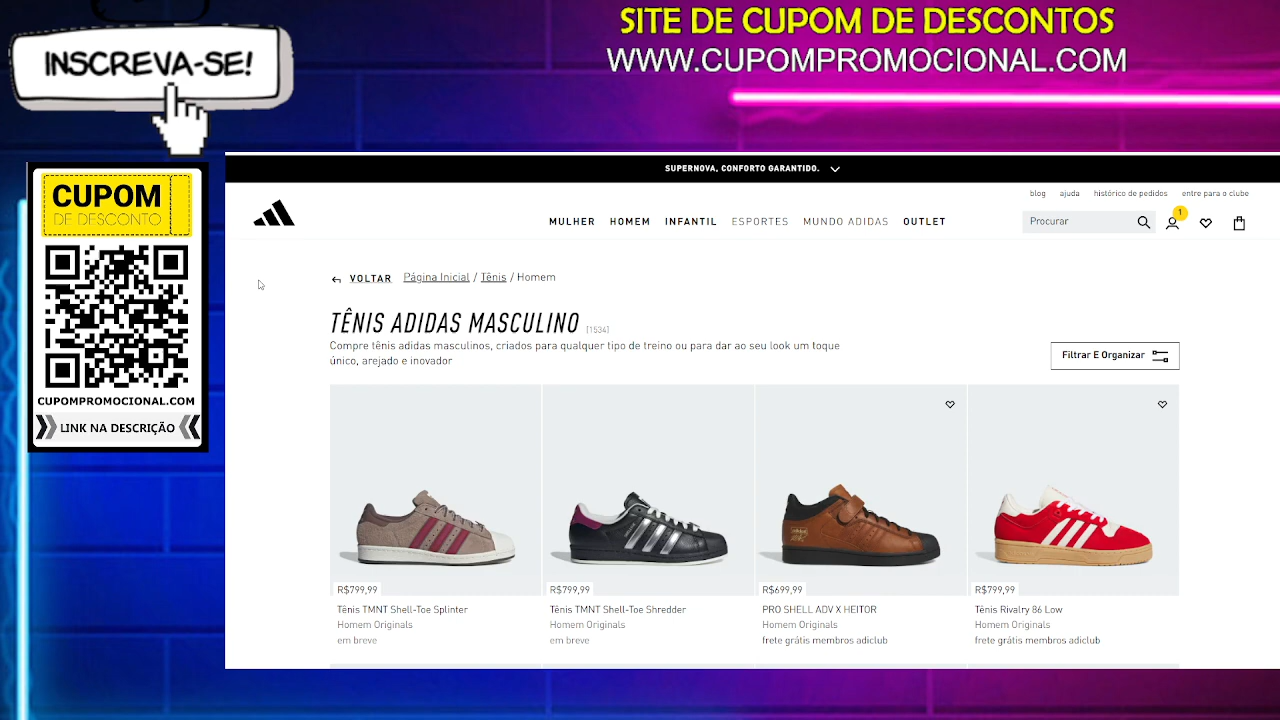 SITE DE CUPOM DE DESCONTOS
WWW.CUPOMPROMOCIONAL.COM
INSCREVA-SE!
CUPOM
DE DESCONTO
CUPOMPROMOCIONAL.COM
LINK NA DESCRIÇÃO
SUPERNOVA, CONFORTO GARANTIDO.
blog ajuda histórico de pedidos entre para o clube
MULHER HOMEM INFANTIL ESPORTES MUNDO ADIDAS OUTLET
Procurar
1
VOLTAR Página Inicial / Tênis / Homem
TÊNIS ADIDAS MASCULINO [1534]
Compre tênis adidas masculinos, criados para qualquer tipo de treino ou para dar ao seu look um toque
único, arejado e inovador
Filtrar E Organizar
R$799,99
Tênis TMNT Shell-Toe Splinter
Homem Originals
em breve
R$799,99
Tênis TMNT Shell-Toe Shredder
Homem Originals
em breve
R$699,99
PRO SHELL ADV X HEITOR
Homem Originals
frete grátis membros adiclub
R$799,99
Tênis Rivalry 86 Low
Homem Originals
frete grátis membros adiclub